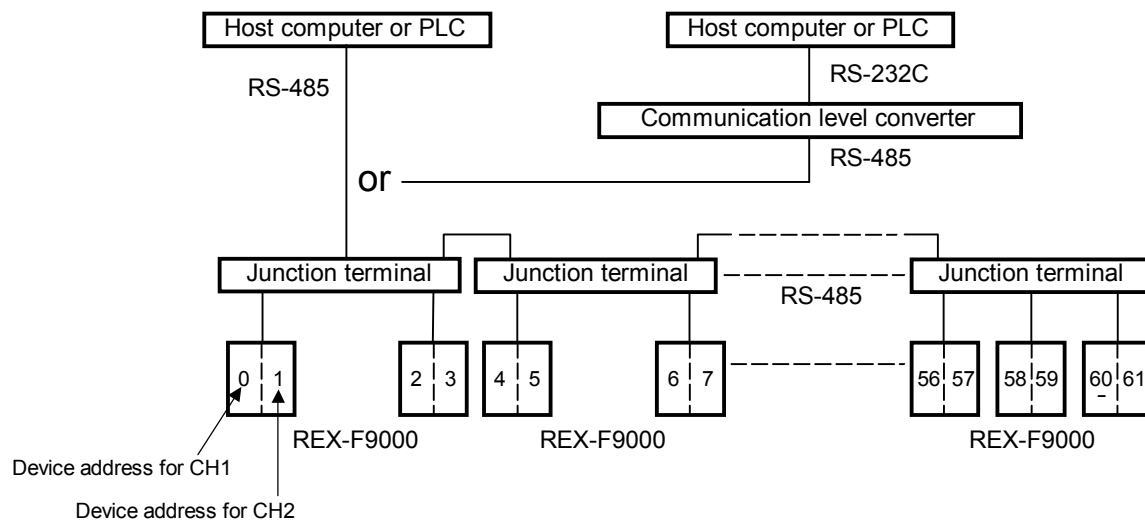 Host computer or PLC
Host computer or PLC
RS-485
RS-232C
Communication level converter
RS-485
or
Junction terminal
Junction terminal
Junction terminal
RS-485
0 1
2 3
4 5
6 7
56 57
58 59
60 61
REX-F9000
REX-F9000
REX-F9000
Device address for CH1
Device address for CH2